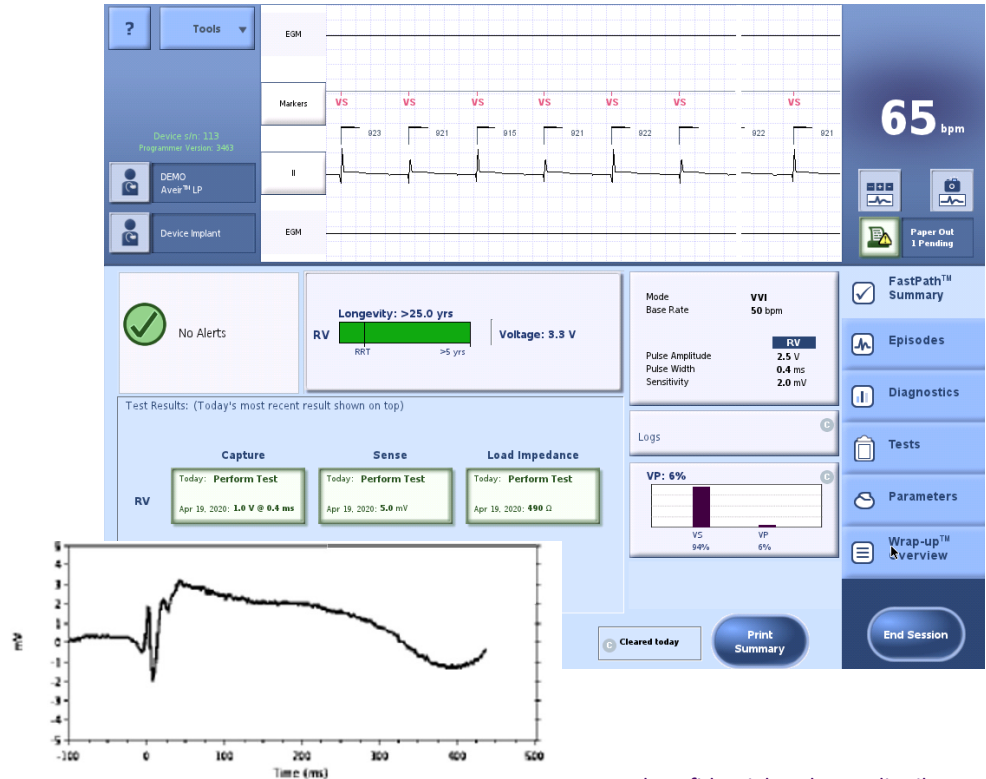 ?
Tools
Device s/n: 113
Programmer Version: 3463
DEMO
Aveir™ LP
Device Implant
EGM
Markers
II
EGM
VS VS VS VS VS VS VS
923 921 915 921 922 922 921
65 bpm
Paper Out
1 Pending
FastPath™
Summary
Episodes
Diagnostics
Tests
Parameters
Wrap-up™
Overview
End Session
No Alerts
Longevity: >25.0 yrs
RV
RRT >5 yrs
Voltage: 3.3 V
Mode VVI
Base Rate 50 bpm
RV
Pulse Amplitude 2.5 V
Pulse Width 0.4 ms
Sensitivity 2.0 mV
Logs
C
VP: 6%
C
VS VP
94% 6%
Test Results: (Today's most recent result shown on top)
Capture Sense Load Impedance
RV
Today: Perform Test
Apr 19, 2020: 1.0 V @ 0.4 ms
Today: Perform Test
Apr 19, 2020: 5.0 mV
Today: Perform Test
Apr 19, 2020: 490 Ω
C Cleared today
Print
Summary
mV
5
4
3
2
1
0
-1
-2
-3
-4
-5
-100 0 100 200 300 400 500
Time (ms)